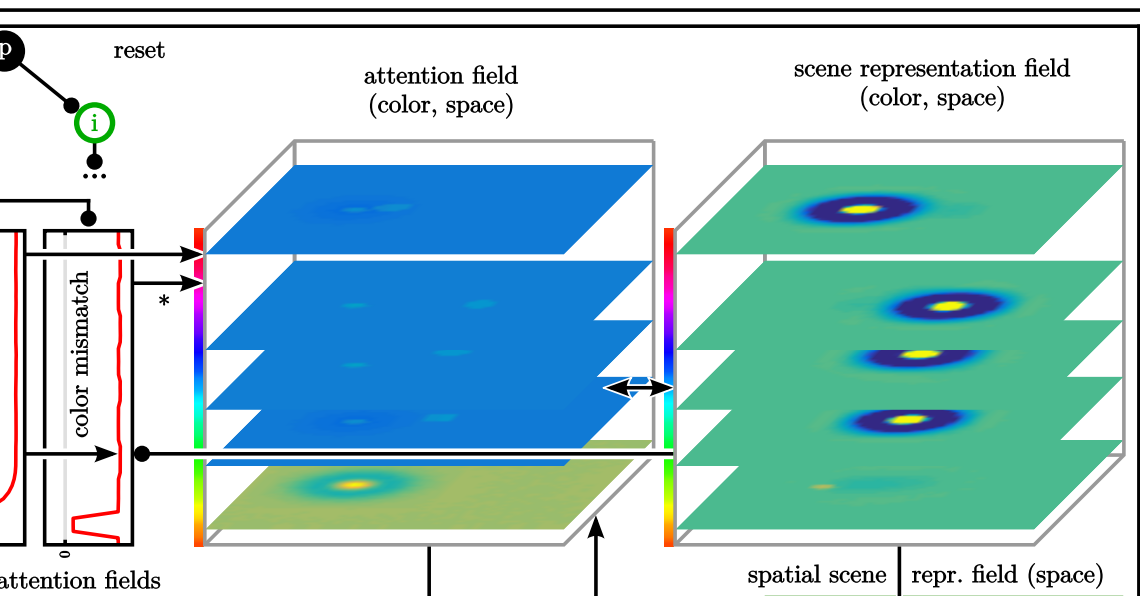 p
reset
i
...
attention field
(color, space)
scene representation field
(color, space)
color mismatch
*
0
attention fields
spatial scene
repr. field (space)